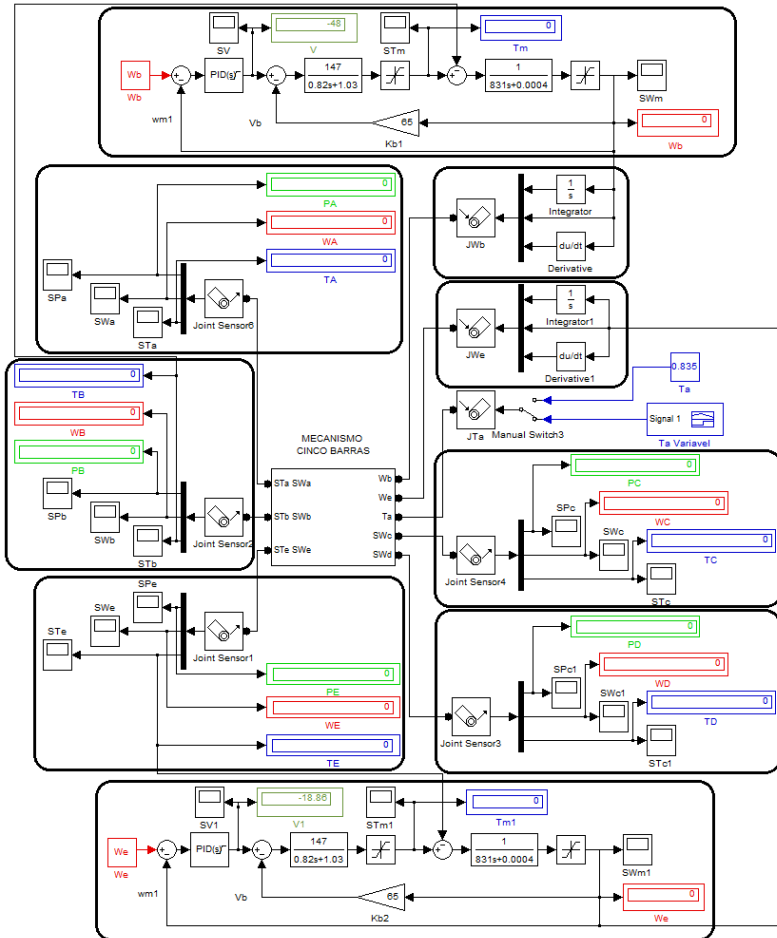 -48
V
SV
STm
0
Tm
Wb
Wb
PID(s)
147
0.82s+1.03
1
831s+0.0004
SWm
wm1
Vb
65
Kb1
0
Wb
0
PA
0
WA
0
TA
SPa
SWa
STa
Joint Sensor6
JWb
1
s
Integrator
du/dt
Derivative
JWe
1
s
Integrator1
du/dt
Derivative1
0.835
Ta
JTa
Manual Switch3
Signal 1
Ta Variavel
0
TB
0
WB
0
PB
SPb
SWb
STb
Joint Sensor2
MECANISMO
CINCO BARRAS
STa SWa
STb SWb
STe SWe
Wb
We
Ta
SWc
SWd
0
PC
SPc
0
WC
SWc
0
TC
Joint Sensor4
STc
SPe
SWe
STe
Joint Sensor1
0
PE
0
WE
0
TE
0
PD
SPc1
0
WD
SWc1
0
TD
Joint Sensor3
STc1
-18.86
V1
SV1
STm1
0
Tm1
We
We
PID(s)
147
0.82s+1.03
1
831s+0.0004
SWm1
wm1
Vb
65
Kb2
0
We